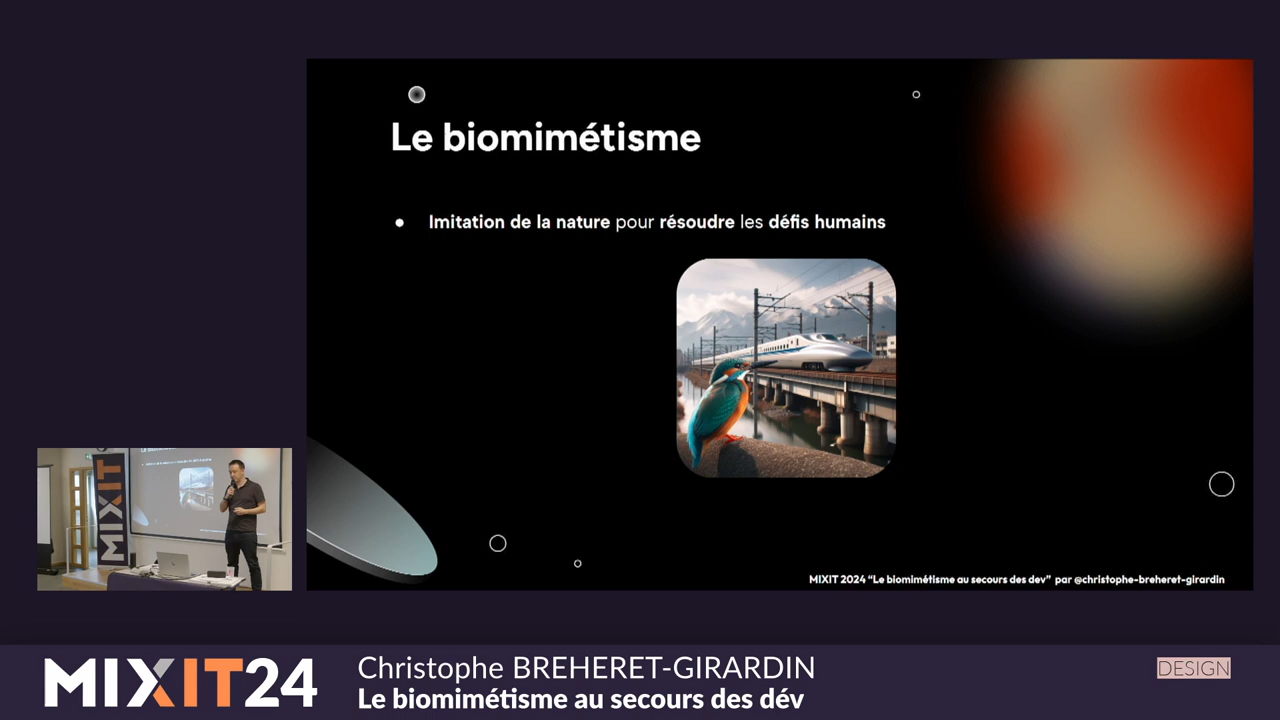 Le biomimétisme
● Imitation de la nature pour résoudre les défis humains
MIXIT
MIXIT 2024 “Le biomimétisme au secours des dev” par @christophe-breheret-girardin
MIXIT24
Christophe BREHERET-GIRARDIN
Le biomimétisme au secours des dév
DESIGN